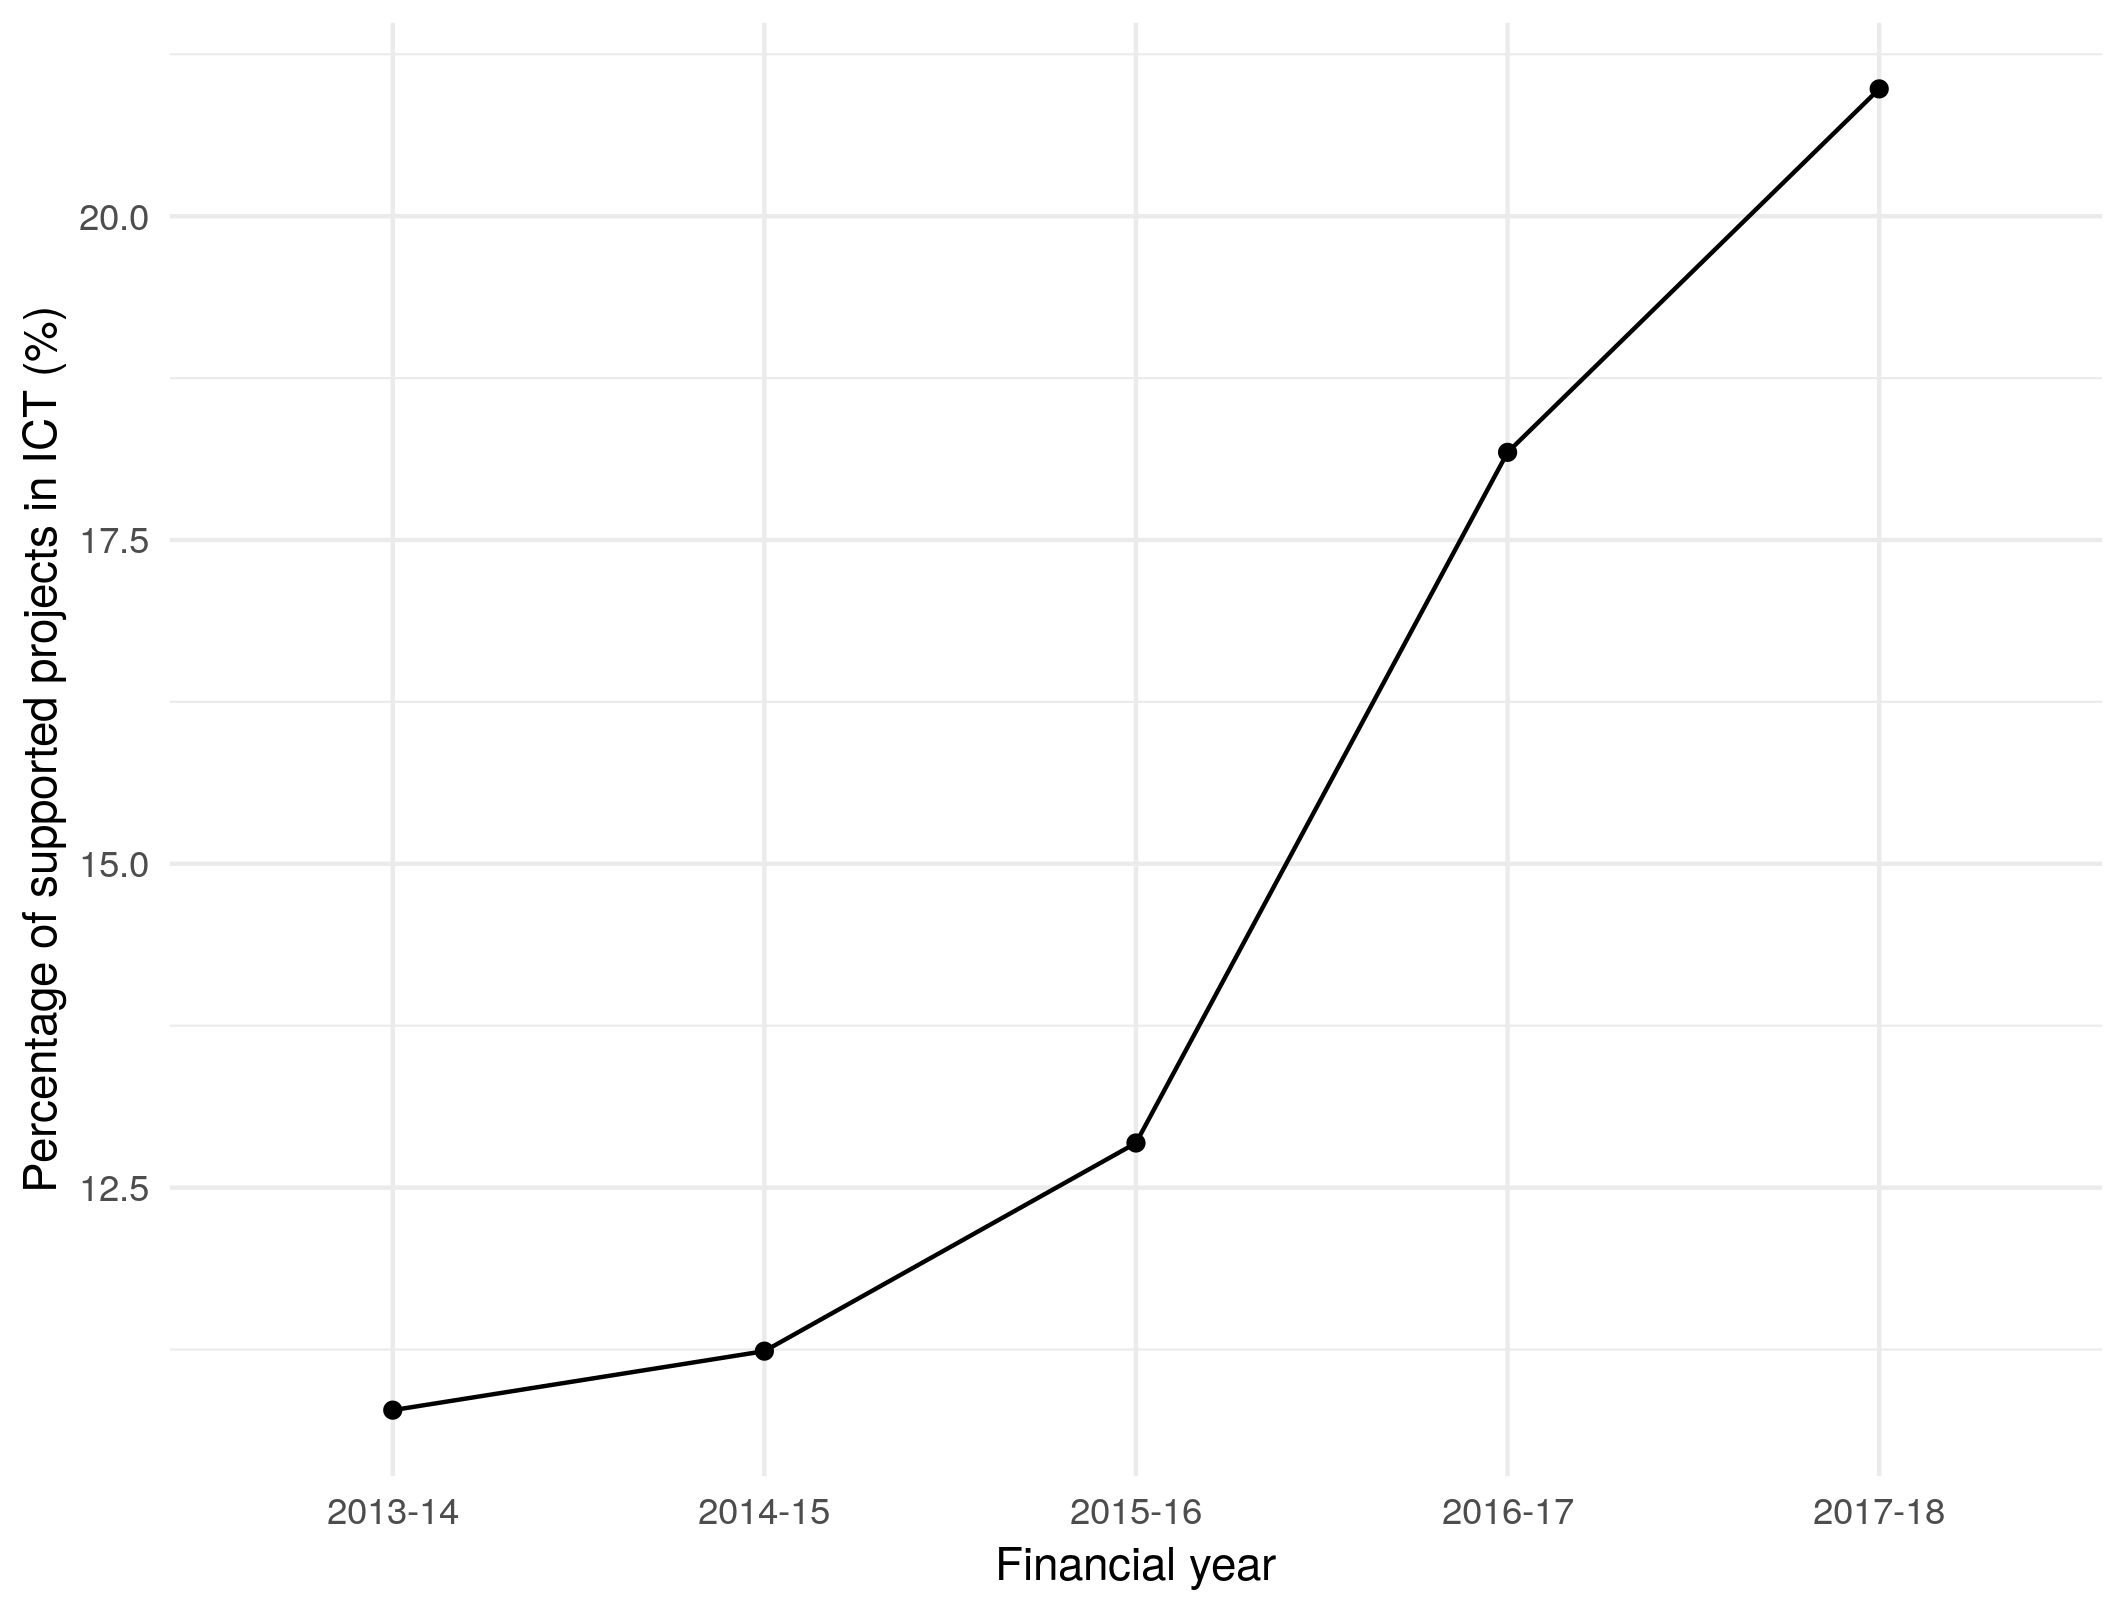 Percentage of supported projects in ICT (%)
20.0
17.5
15.0
12.5
2013-14 2014-15 2015-16 2016-17 2017-18
Financial year